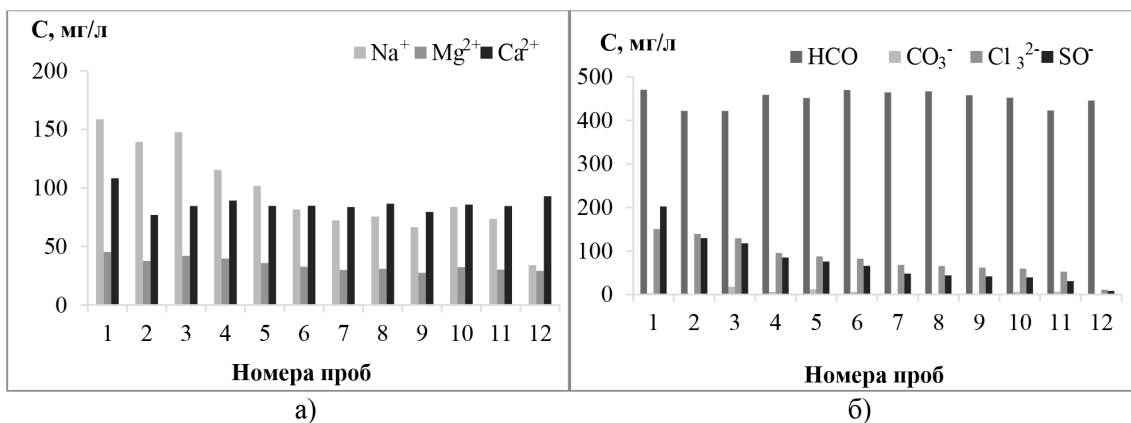 С, мг/л
Na⁺ Mg²⁺ Ca²⁺
200
150
100
50
0
1 2 3 4 5 6 7 8 9 10 11 12
Номера проб
а)
С, мг/л
HCO CO₃⁻ Cl ₃²⁻ SO⁻
500
400
300
200
100
0
1 2 3 4 5 6 7 8 9 10 11 12
Номера проб
б)